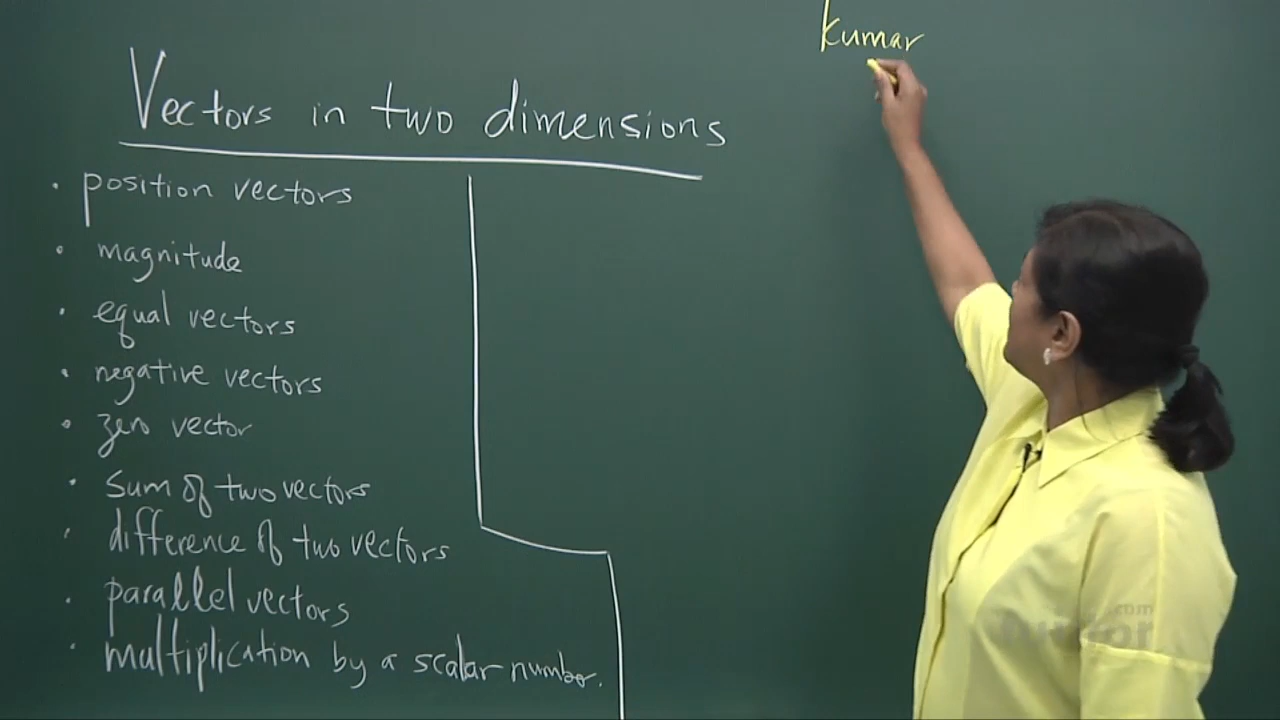 kumar
Vectors in two dimensions
· position vectors
· magnitude
· equal vectors
· negative vectors
· zero vector
· sum of two vectors
· difference of two vectors
· parallel vectors
· multiplication by a scalar number.
.com